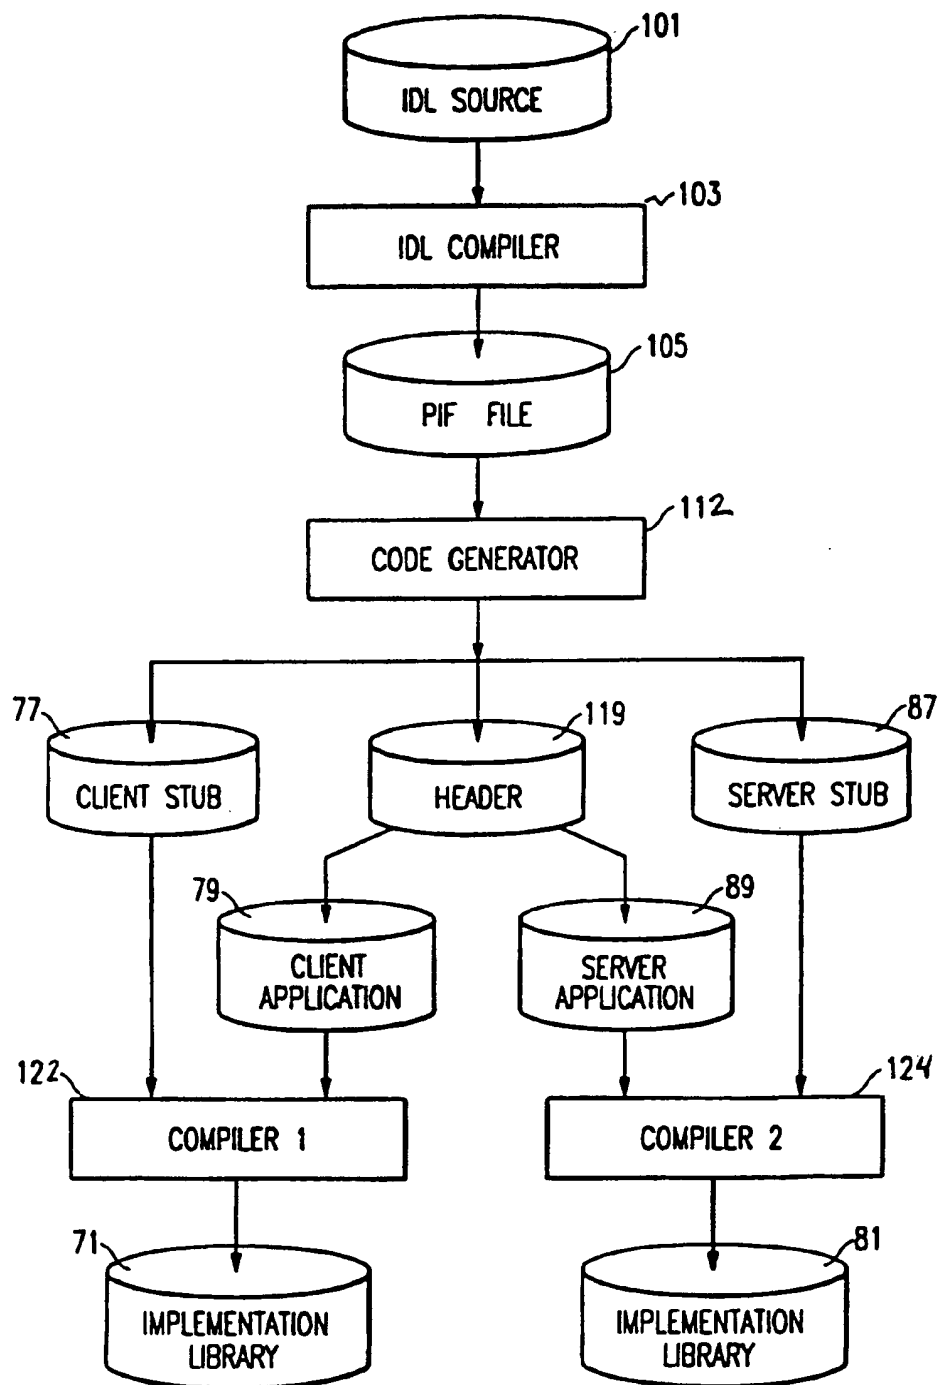 101
IDL SOURCE
103
IDL COMPILER
105
PIF FILE
112
CODE GENERATOR
77
119
87
CLIENT STUB
HEADER
SERVER STUB
79
89
CLIENT
APPLICATION
SERVER
APPLICATION
122
124
COMPILER 1
COMPILER 2
71
81
IMPLEMENTATION
LIBRARY
IMPLEMENTATION
LIBRARY